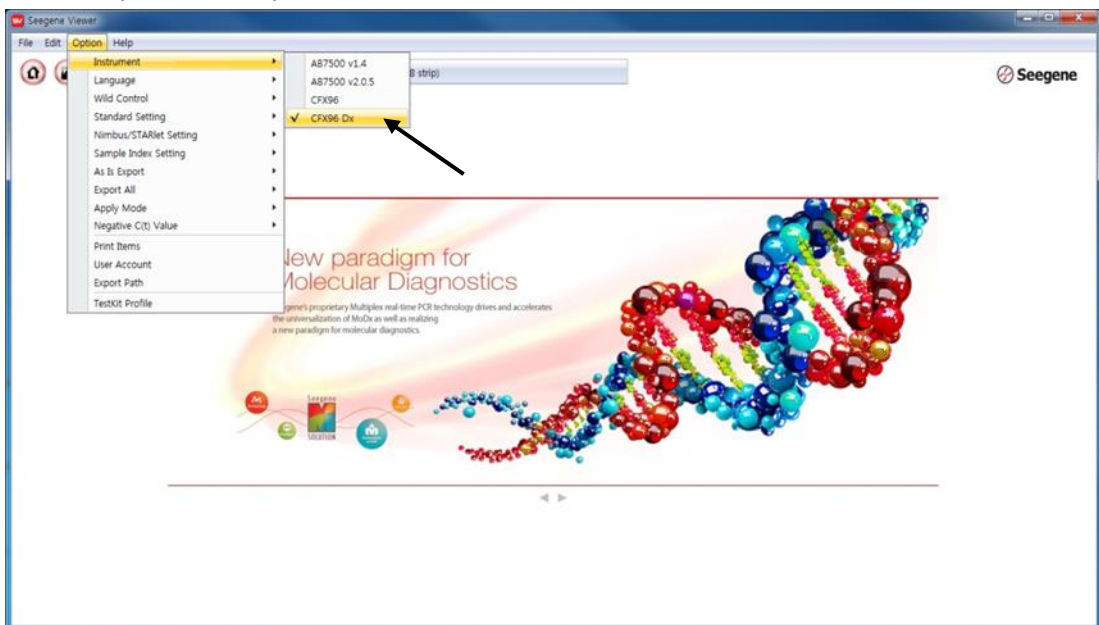 Seegene Viewer
File Edit Option Help
Instrument
Language
Wild Control
Standard Setting
Nimbus/STARlet Setting
Sample Index Setting
As Is Export
Export All
Apply Mode
Negative C(t) Value
Print Items
User Account
Export Path
TestKit Profile
AB7500 v1.4
AB7500 v2.0.5
CFX96
CFX96 Dx
8 strip)
Seegene
New paradigm for
Molecular Diagnostics
Seegene's proprietary Multiplex real-time PCR technology drives and accelerates
the universalization of MoDx as well as realizing
a new paradigm for molecular diagnostics.
Seegene
SOLUTION